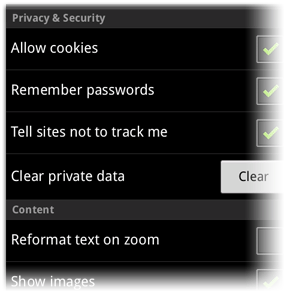 Privacy & Security
Allow cookies
Remember passwords
Tell sites not to track me
Clear private data
Clear
Content
Reformat text on zoom
Show images